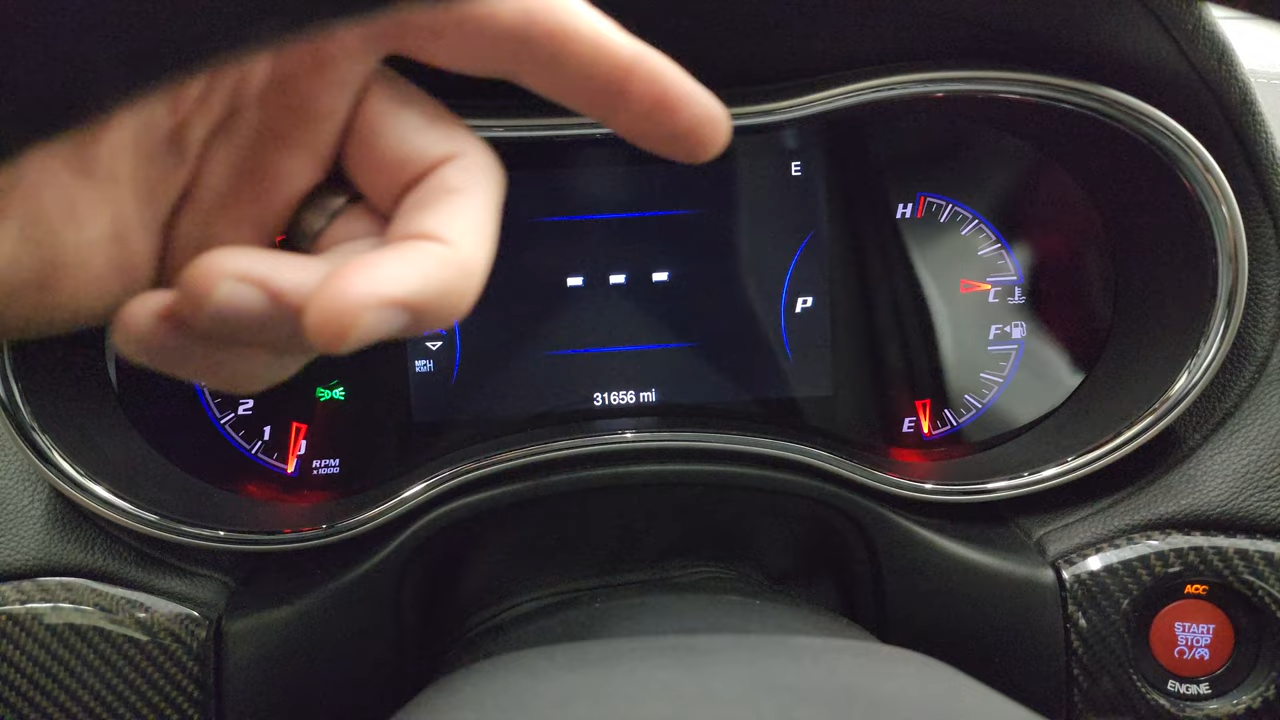 E
H
C
P
F
MPH
KM/H
31656 mi
2
E
1
0
RPM
x1000
ACC
START
STOP
ENGINE